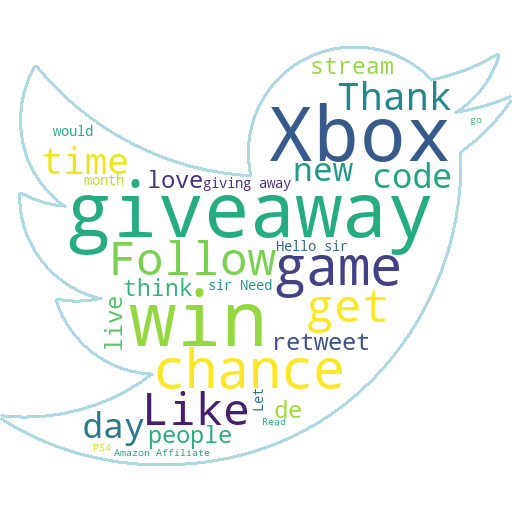 stream
Thank
Xbox
go
would
time
new
code
month
love
giving away
giveaway
Hello sir
Follow
game
think
sir Need
get
live
win
retweet
chance
Let
Like
de
day
people
Read
PS4
Amazon Affiliate